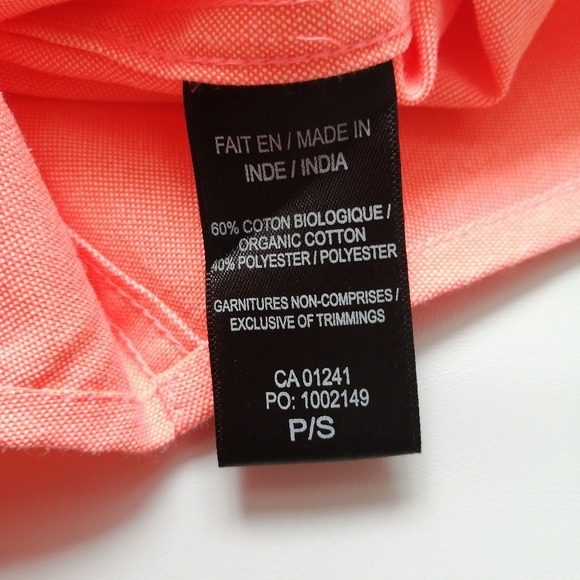 FAIT EN / MADE IN
INDE / INDIA
60% COTON BIOLOGIQUE /
ORGANIC COTTON
40% POLYESTER / POLYESTER
GARNITURES NON-COMPRISES /
EXCLUSIVE OF TRIMMINGS
CA 01241
PO: 1002149
P/S